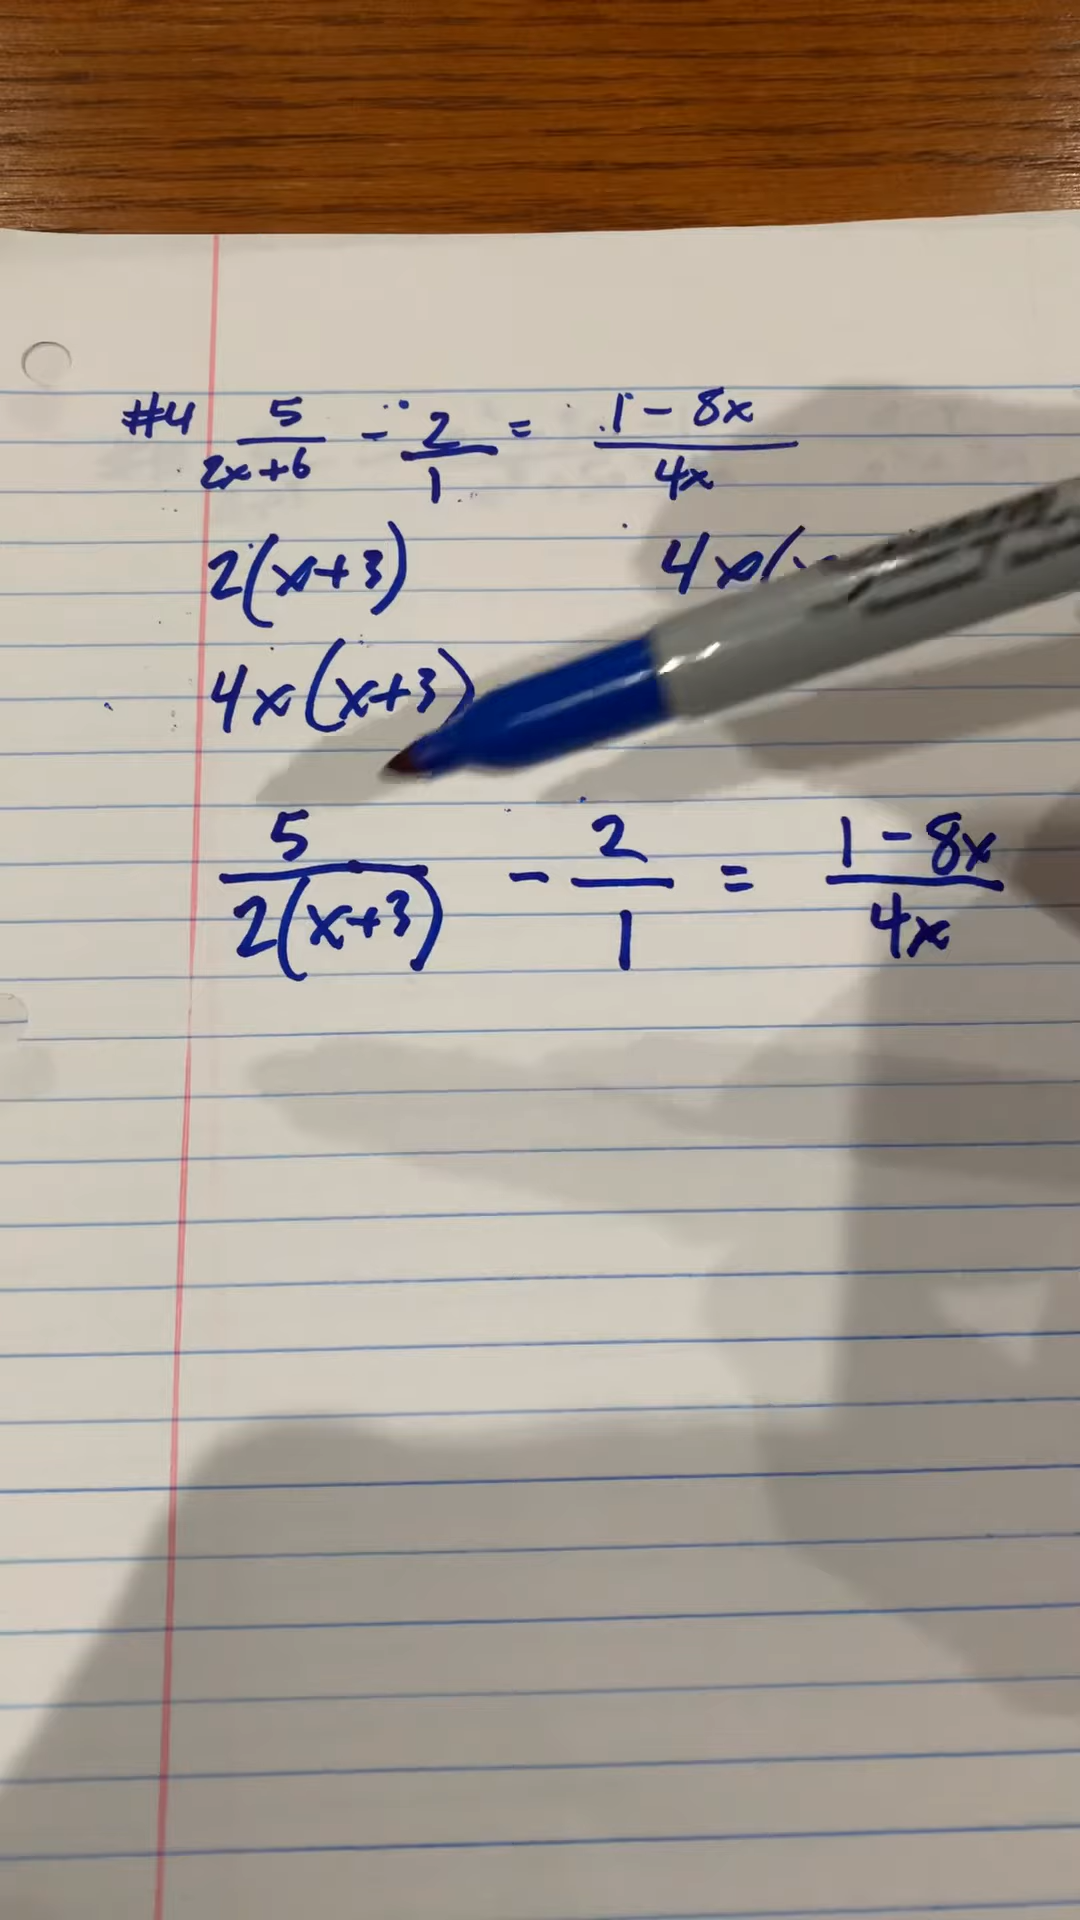 #4 5/(2x+6) - 2/1 = (1 - 8x)/(4x)
2(x+3) 4x(
4x(x+3)
5/(2(x+3)) - 2/1 = (1 - 8x)/(4x)